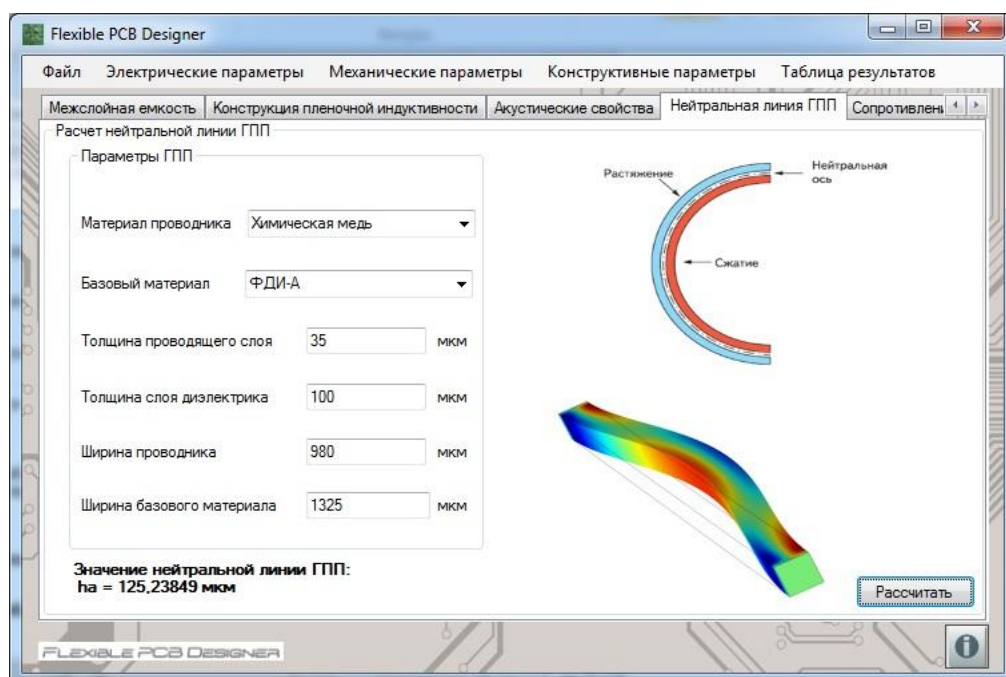 Flexible PCB Designer
Файл Электрические параметры Механические параметры Конструктивные параметры Таблица результатов
Межслойная емкость Конструкция пленочной индуктивности Акустические свойства Нейтральная линия ГПП Сопротивлени
Расчет нейтральной линии ГПП
Параметры ГПП
Материал проводника Химическая медь
Базовый материал ФДИ-А
Толщина проводящего слоя 35 мкм
Толщина слоя диэлектрика 100 мкм
Ширина проводника 980 мкм
Ширина базового материала 1325 мкм
Значение нейтральной линии ГПП:
ha = 125,23849 мкм
Растяжение
Нейтральная
ось
Сжатие
Рассчитать
FLEXIBLE PCB DESIGNER